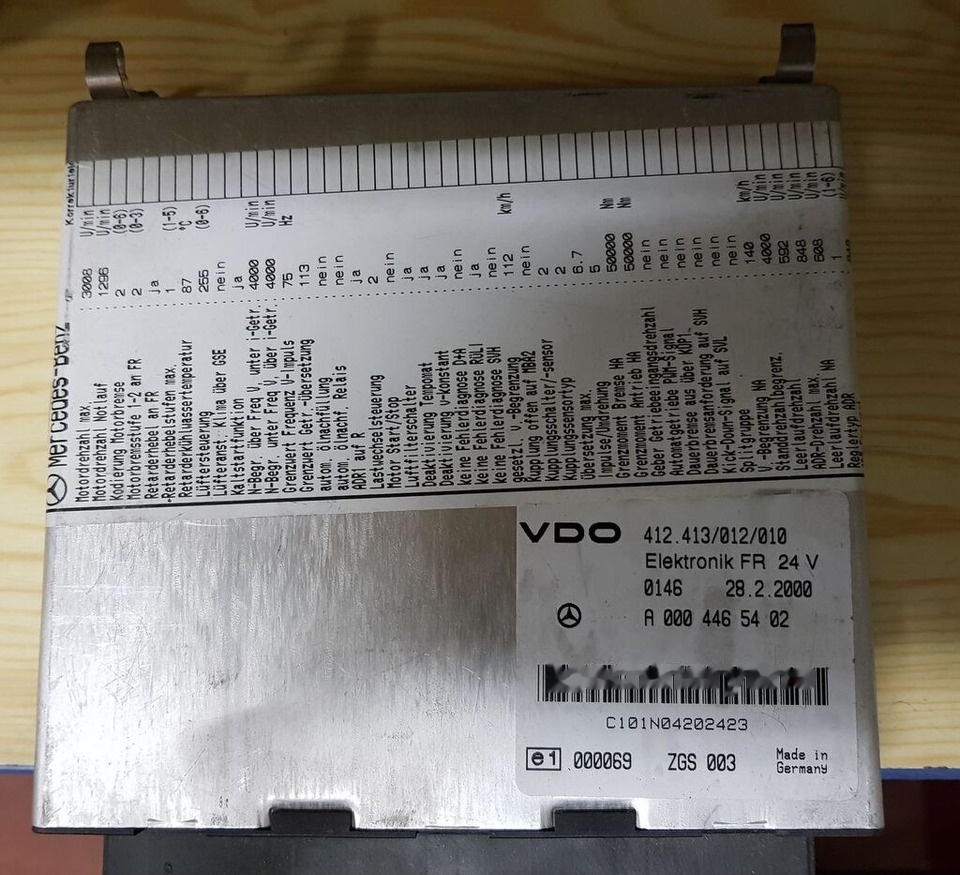 Mercedes-Benz
Korrekturen
Motordrehzahl max. 3008 U/min
Motordrehzahl Notlauf 1296 U/min
Kodierung Motorbremse 2 (0-6)
Motorbremsstufe 1-2 an FR 2 (0-3)
Retarderhebel an FR ja
-Retarderhebelstufen max. 1 (1-5)
Retarderkühlwassertemperatur 87 °C
Lüftersteuerung 255 (0-6)
Lüfteranst. Klima über GSE nein
Kaltstartfunktion ja
N-Begr. über Freq V. unter i-Getr. 4000 U/min
N-Begr. unter Freq V. über i-Getr. 4000 U/min
Grenzwert Frequenz V-Impuls 75 Hz
Grenzwert Getr.-Übersetzung 113
autom. ölnachfüllung nein
autom. ölnachf. Relais nein
ADR1 auf R ja
Lastwechselsteuerung 2
Motor Start/Stop nein
Luftfilterschalter ja
Deaktivierung Tempomat ja
Deaktivierung v-konstant ja
keine Fehlerdiagnose D+A nein
keine Fehlerdiagnose RÜL1 ja
keine Fehlerdiagnose SVH nein
gesetzl. V.-Begrenzung 112 km/h
Kupplung offen auf MBR2
Kupplungsschalter/-sensor 2
Kupplungssensortyp 2
Übersetzung max. 6.7
Impulse/Umdrehung 5
Grenzmoment Bremse HA 50000 Nm
Grenzmoment Antrieb HA 50000 Nm
Geber Getriebeeingangsdrehzahl nein
Automatgetriebe PWM-Signal nein
Dauerbremse aus über KOP1 nein
Dauerbremsanforderung auf SVH nein
Kick-Down-Signal auf SVL nein
Splitgruppe nein
V.-Begrenzung NA 140 km/h
Standdrehzahlbegrenz. 4000 U/min
Leerlaufdrehzahl 592 U/min
ADR-Drehzahl max. 848 U/min
Leerlaufdrehzahl NA 608 U/min
Reglertyp ADR 1 (1-6)
VDO 412.413/012/010
Elektronik FR 24 V
0146 28.2.2000
A 000 446 54 02
C101N04202423
e1 000069 ZGS 003 Made in
Germany